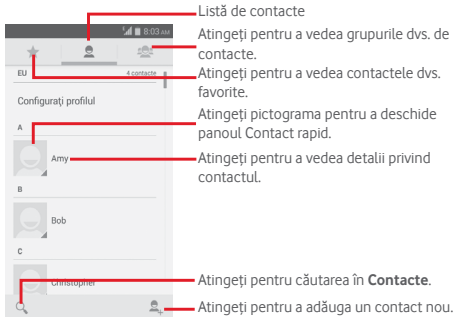 Listă de contacte
8:03 AM
Atingeți pentru a vedea grupurile dvs. de
contacte.
EU
4 contacte
Atingeți pentru a vedea contactele dvs.
favorite.
Configurați profilul
Atingeți pictograma pentru a deschide
panoul Contact rapid.
A
Amy
Atingeți pentru a vedea detalii privind
contactul.
B
Bob
C
Christopher
Atingeți pentru căutarea în Contacte.
Atingeți pentru a adăuga un contact nou.